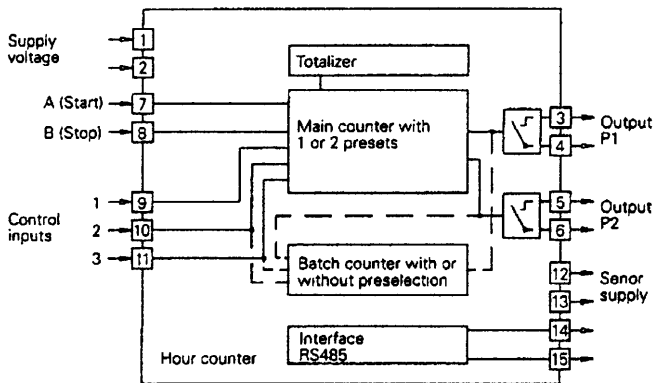 Supply
voltage
1
2
A (Start)
7
B (Stop)
8
Control
inputs
1
9
2
10
3
11
Totalizer
Main counter with
1 or 2 presets
Batch counter with or
without preselection
Interface
RS485
Hour counter
3
4
Output
P1
5
6
Output
P2
12
13
Senor
supply
14
15